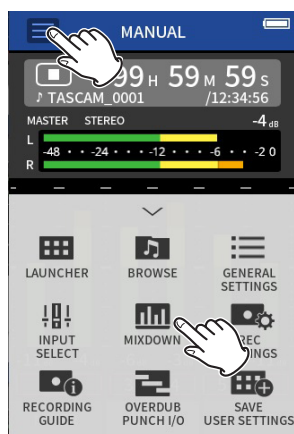 MANUAL
99 H 59 M 59 s
♪ TASCAM_0001 /12:34:56
MASTER STEREO -4 dB
L
-48 · · -24 · · · -12 · · · -6 · · -2 0
R
LAUNCHER BROWSE GENERAL
SETTINGS
INPUT
SELECT
MIXDOWN
REC
INGS
RECORDING
GUIDE
OVERDUB
PUNCH I/O
SAVE
USER SETTINGS